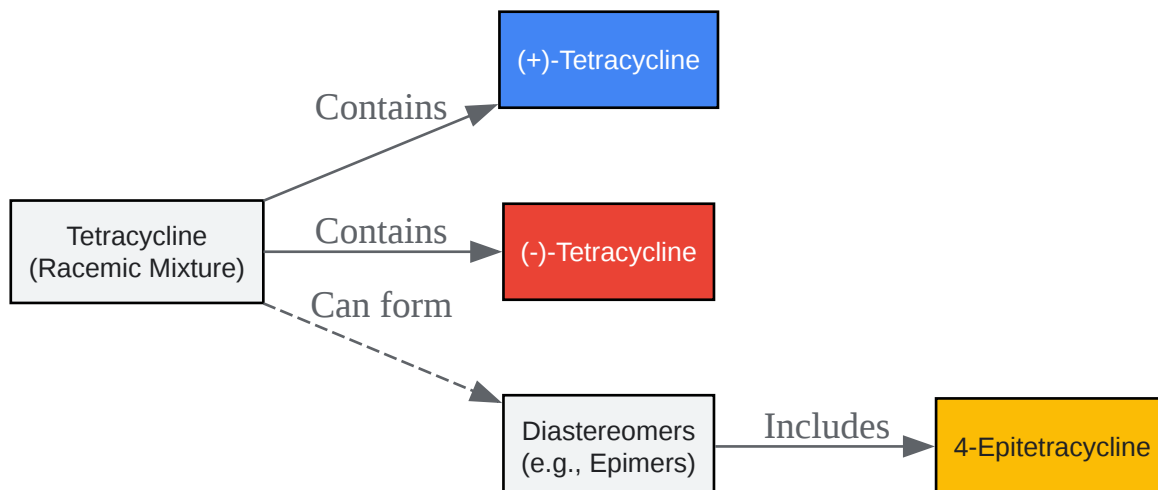 (+)-Tetracycline
Contains
Tetracycline
(Racemic Mixture)
Contains
(-)-Tetracycline
Can form
Diastereomers
(e.g., Epimers)
Includes
4-Epitetracycline